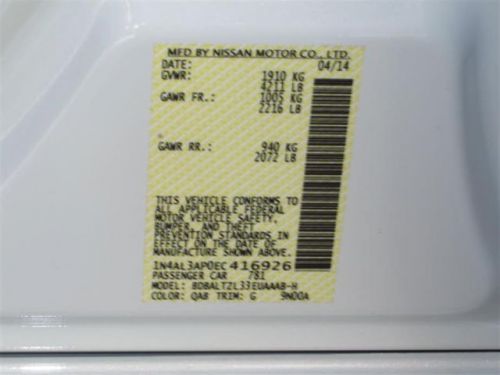 MFD BY NISSAN MOTOR CO., LTD.
DATE: 04/14
GVWR: 1910 KG
4211 LB
GAWR FR.: 1005 KG
2216 LB
GAWR RR.: 940 KG
2072 LB
THIS VEHICLE CONFORMS TO
ALL APPLICABLE FEDERAL
MOTOR VEHICLE SAFETY,
BUMPER, AND THEFT
PREVENTION STANDARDS IN
EFFECT ON THE DATE OF
MANUFACTURE SHOWN ABOVE.
1N4AL3AP0EC 416926
PASSENGER CAR 781
MODEL: BDBALTZL33EUAAAB-H
COLOR: QAB TRIM: G 9N00A